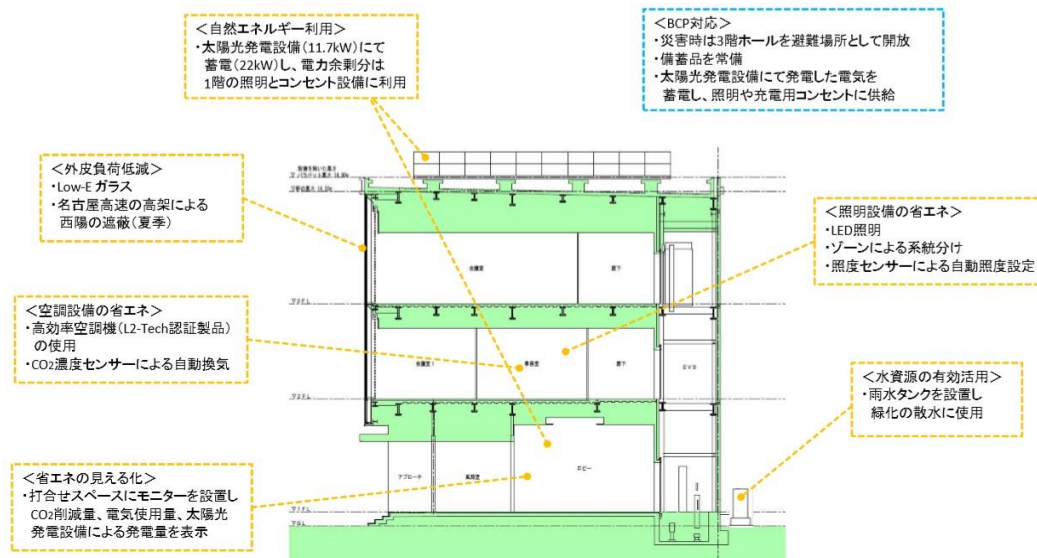 ＜自然エネルギー利用＞
・太陽光発電設備(11.7kW)にて
蓄電(22kW)し、電力余剰分は
1階の照明とコンセント設備に利用
＜BCP対応＞
・災害時は3階ホールを避難場所として開放
・備蓄品を常備
・太陽光発電設備にて発電した電気を
蓄電し、照明や充電用コンセントに供給
＜外皮負荷低減＞
・Low-E ガラス
・名古屋高速の高架による
西陽の遮蔽(夏季)
＜照明設備の省エネ＞
・LED照明
・ゾーンによる系統分け
・照度センサーによる自動照度設定
会議室
廊下
▽3FL
＜空調設備の省エネ＞
・高効率空調機(L2-Tech認証製品)
の使用
・CO2濃度センサーによる自動換気
会議室1
事務室
廊下
EVS
▽2FL
＜水資源の有効活用＞
・雨水タンクを設置し
緑化の散水に使用
＜省エネの見える化＞
・打合せスペースにモニターを設置し
CO2削減量、電気使用量、太陽光
発電設備による発電量を表示
アプローチ
風除室
ロビー
▽1FL
▽GL